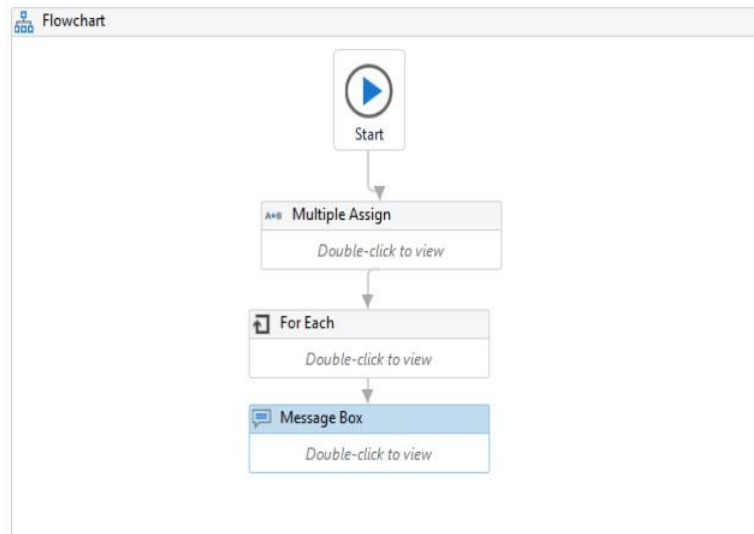 Flowchart
Start
Multiple Assign
Double-click to view
For Each
Double-click to view
Message Box
Double-click to view